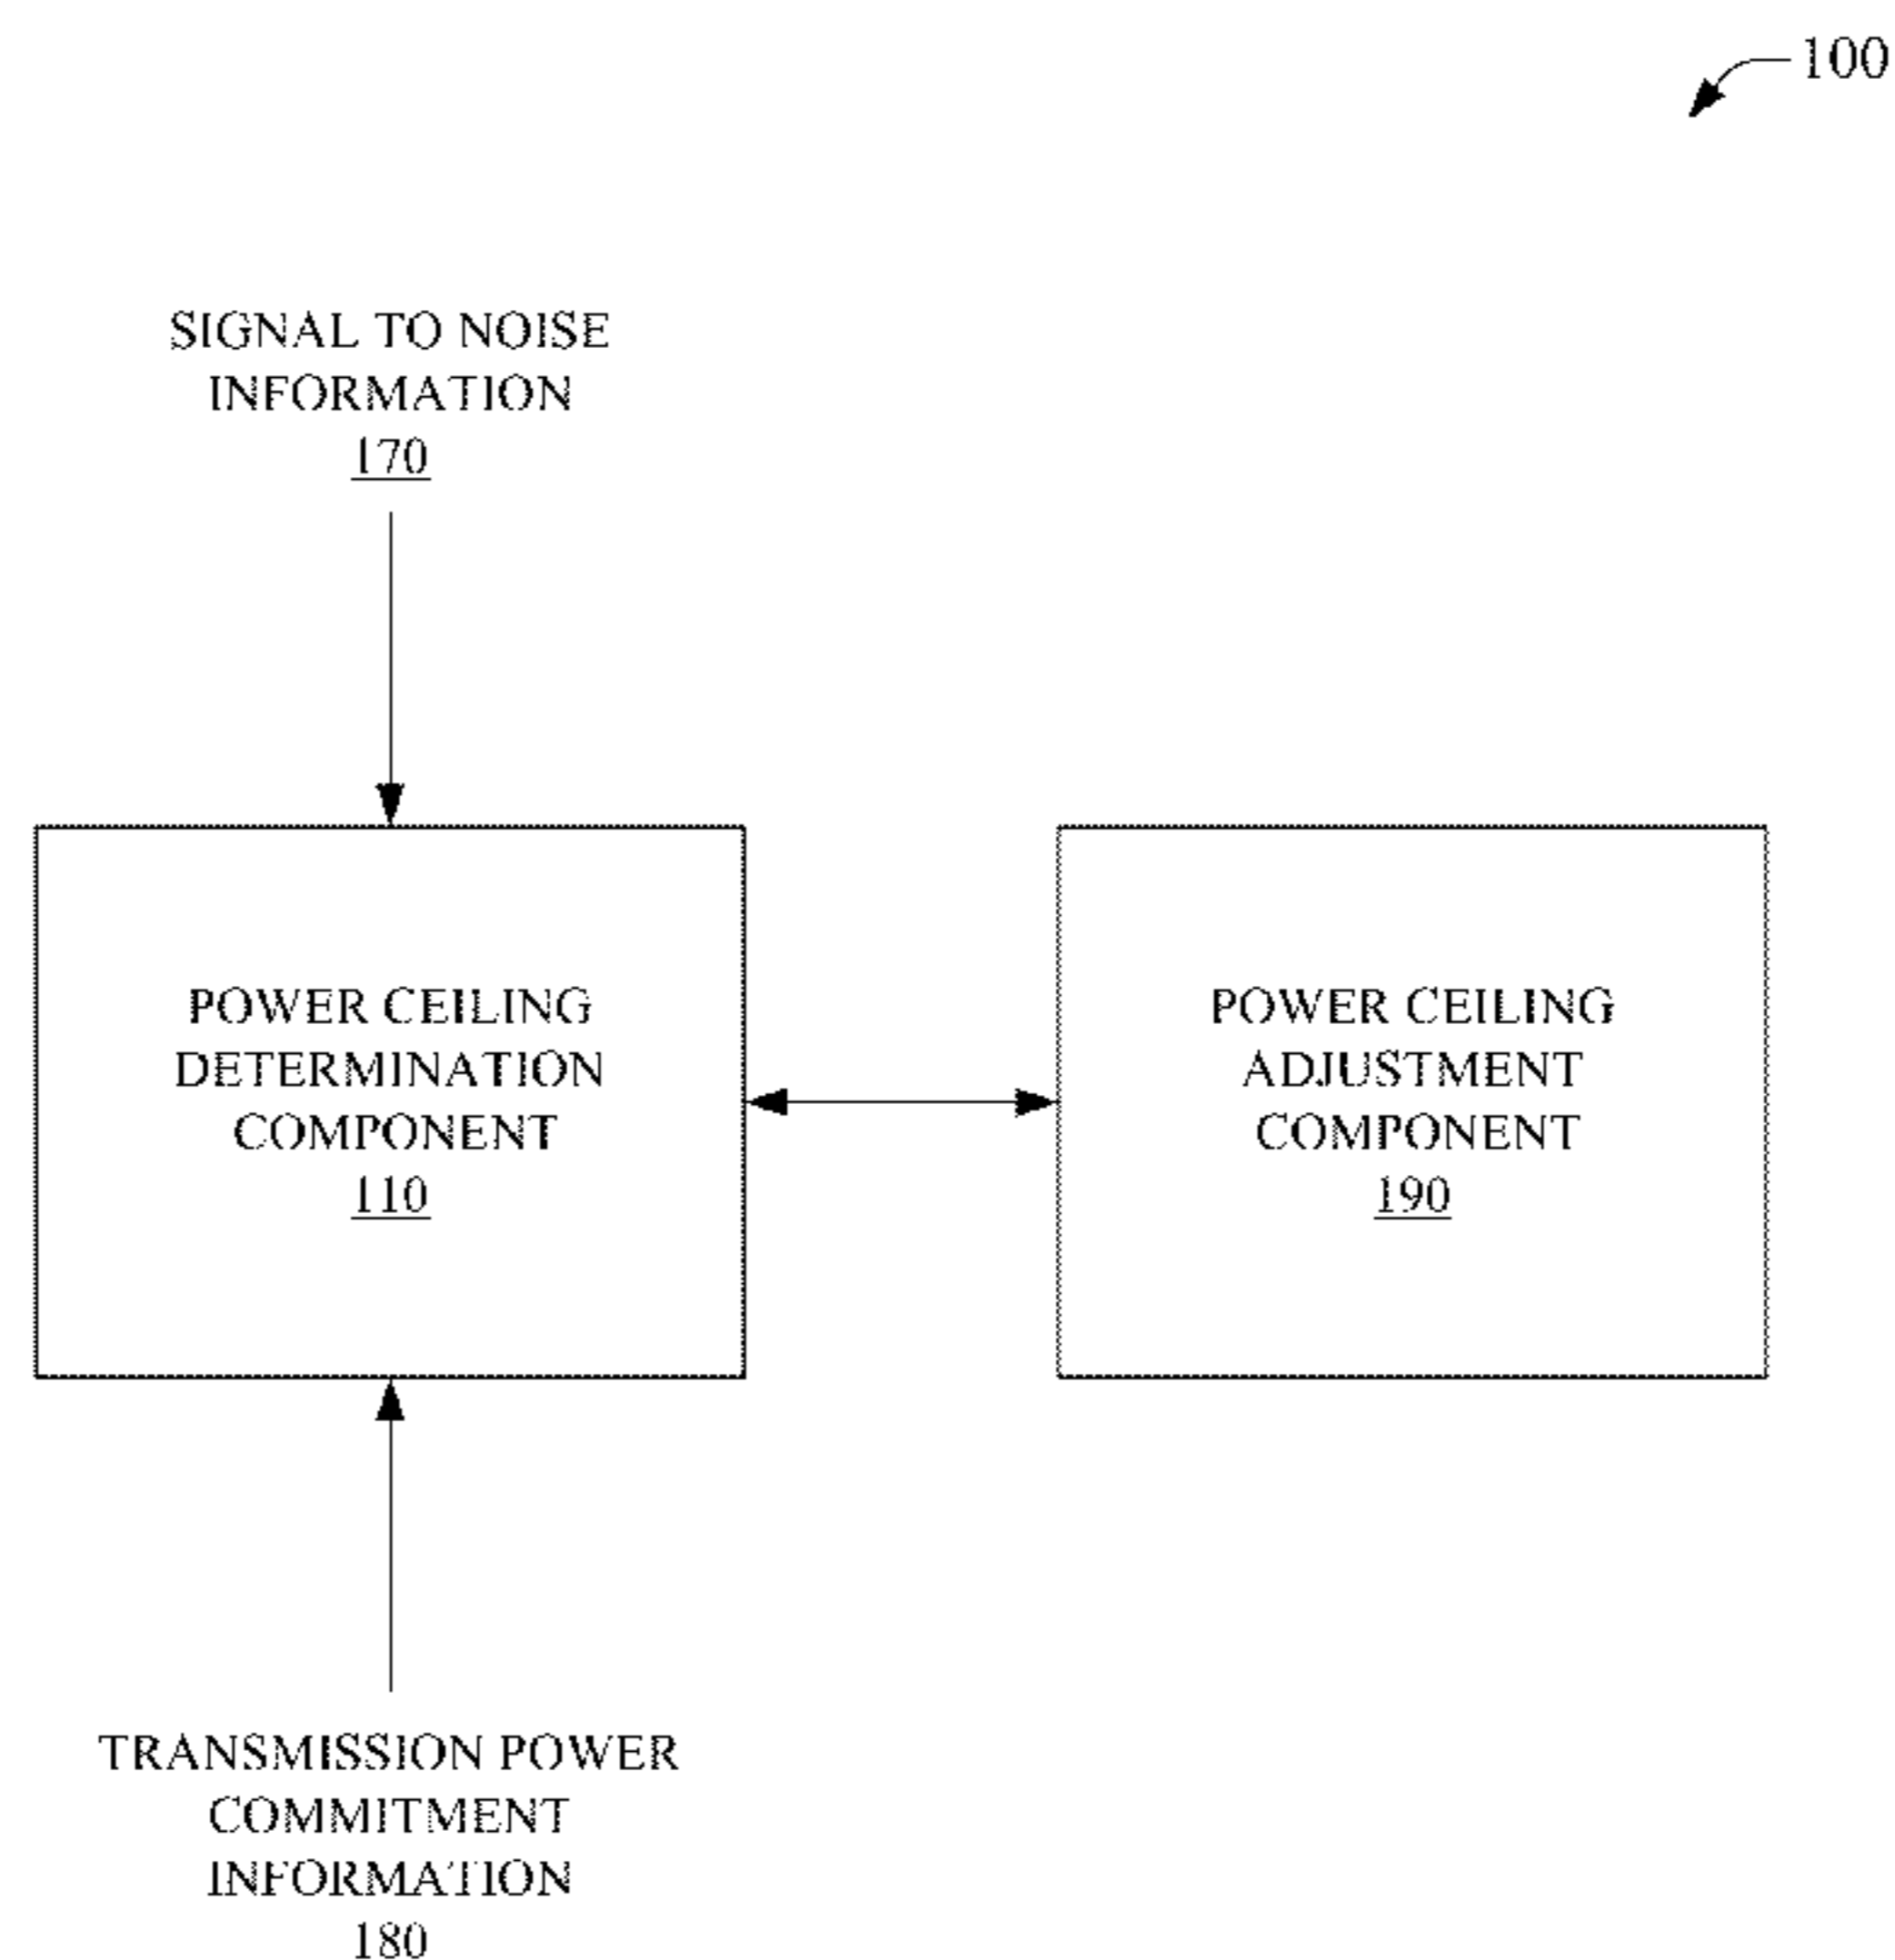 100
SIGNAL TO NOISE
INFORMATION
170
POWER CEILING
DETERMINATION
COMPONENT
110
POWER CEILING
ADJUSTMENT
COMPONENT
190
TRANSMISSION POWER
COMMITMENT
INFORMATION
180